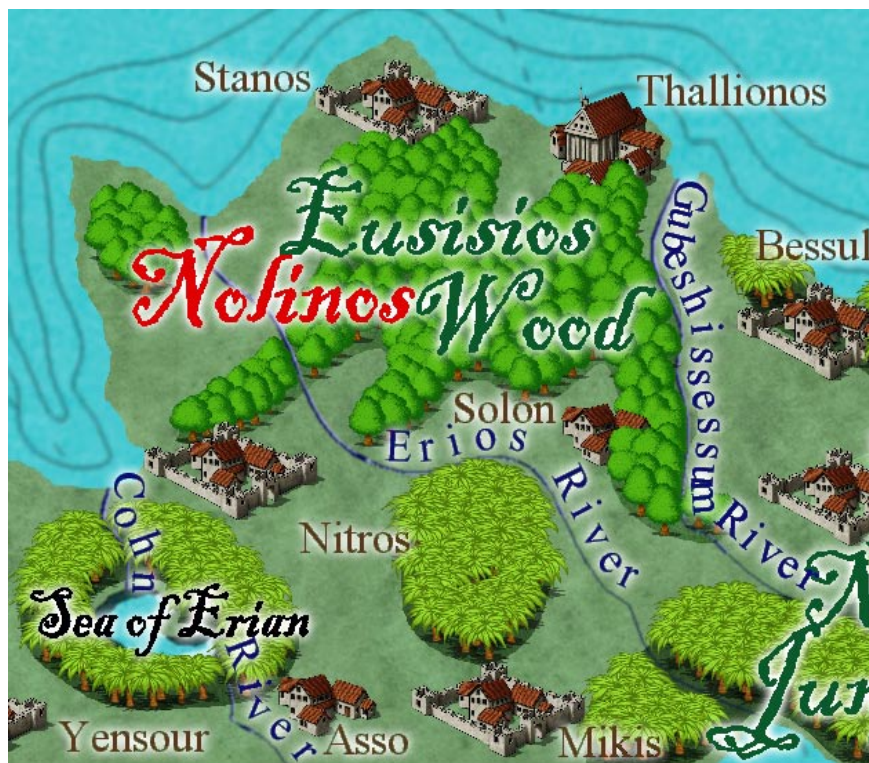 Stanos
Thallionos
Eusisios
Wood
Nolinos
Gubeshissessum River
Bessul
Solon
Erios River
Cohn River
Nitros
Sea of Erian
Yensour
Asso
Mikis